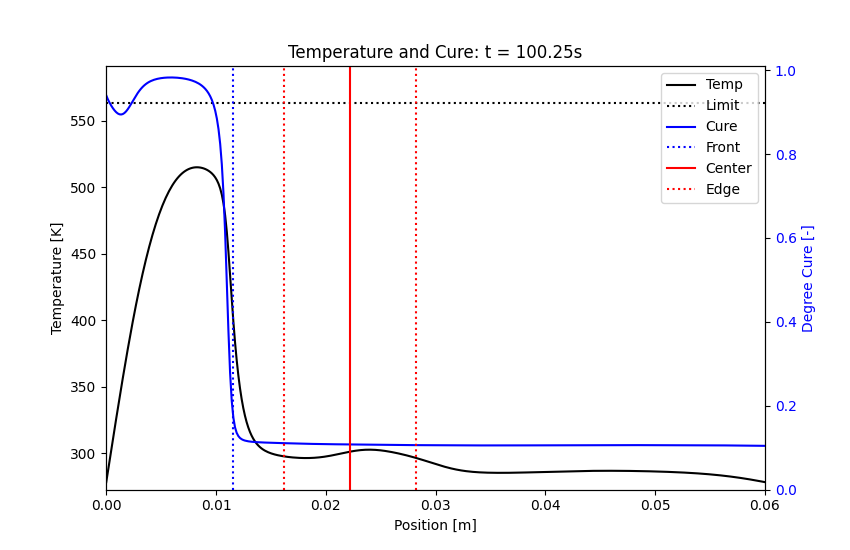 Temperature and Cure: t = 100.25s
Temperature [K]
550
500
450
400
350
300
Temp
Limit
Cure
Front
Center
Edge
1.0
0.8
0.6
0.4
0.2
0.0
Degree Cure [-]
0.00
0.01
0.02
0.03
0.04
0.05
0.06
Position [m]